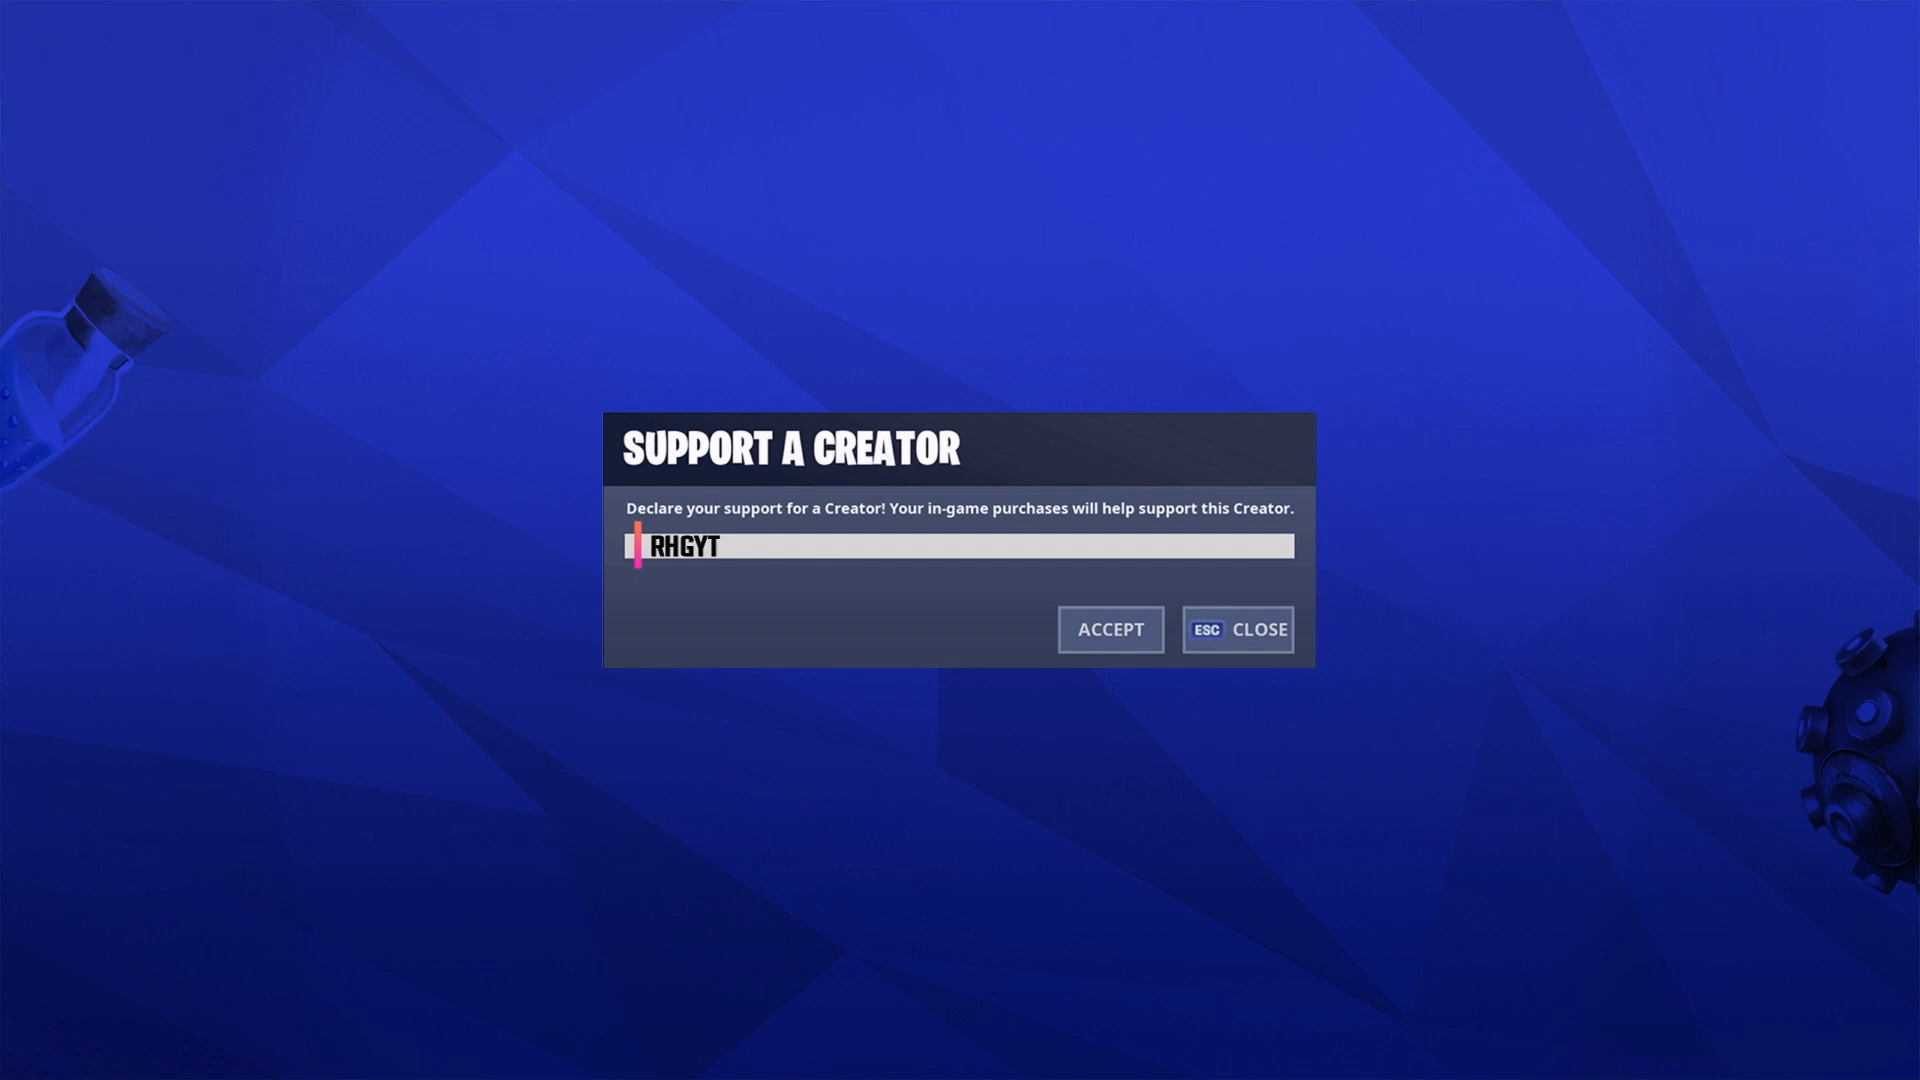 SUPPORT A CREATOR
Declare your support for a Creator! Your in-game purchases will help support this Creator.
RHGYT
ACCEPT
ESC CLOSE